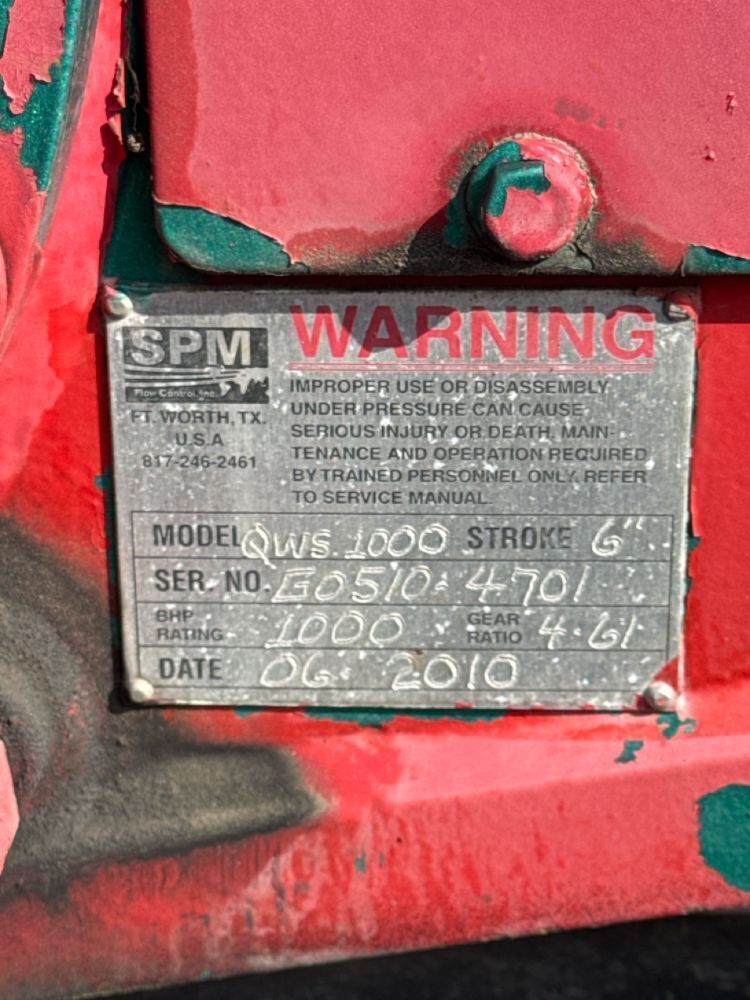 SPM
Flow Control, Inc.
FT. WORTH, TX.
U.S.A
817-246-2461
WARNING
IMPROPER USE OR DISASSEMBLY
UNDER PRESSURE CAN CAUSE
SERIOUS INJURY OR DEATH. MAIN-
TENANCE AND OPERATION REQUIRED
BY TRAINED PERSONNEL ONLY. REFER
TO SERVICE MANUAL.
MODEL QWS 1000 STROKE 6"
SER. NO. E0510-4701
BHP RATING 1000 GEAR RATIO 4.61
DATE 06. 2010